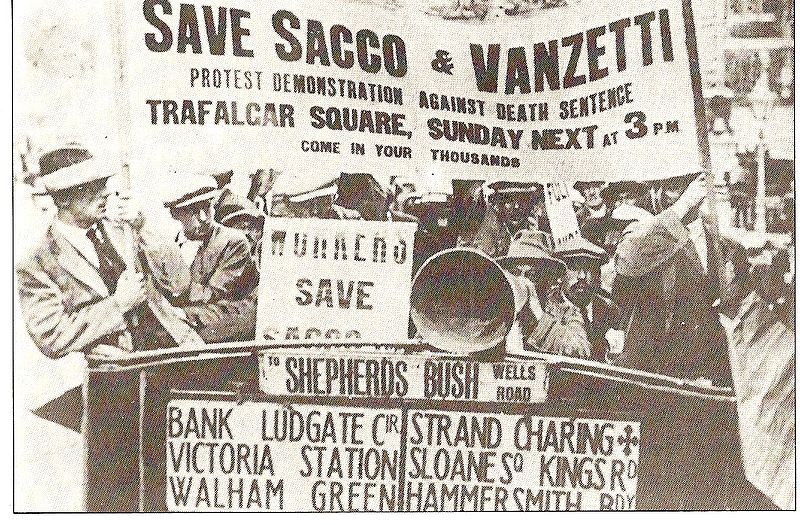 SAVE SACCO & VANZETTI
PROTEST DEMONSTRATION AGAINST DEATH SENTENCE
TRAFALGAR SQUARE, SUNDAY NEXT AT 3 PM
COME IN YOUR THOUSANDS
WORKERS
SAVE
SACCO
TO SHEPHERDS BUSH WELLS ROAD
BANK LUDGATE CIR. STRAND CHARING ✠
VICTORIA STATION SLOANE SQ KINGS RD
WALHAM GREEN HAMMERSMITH BDY